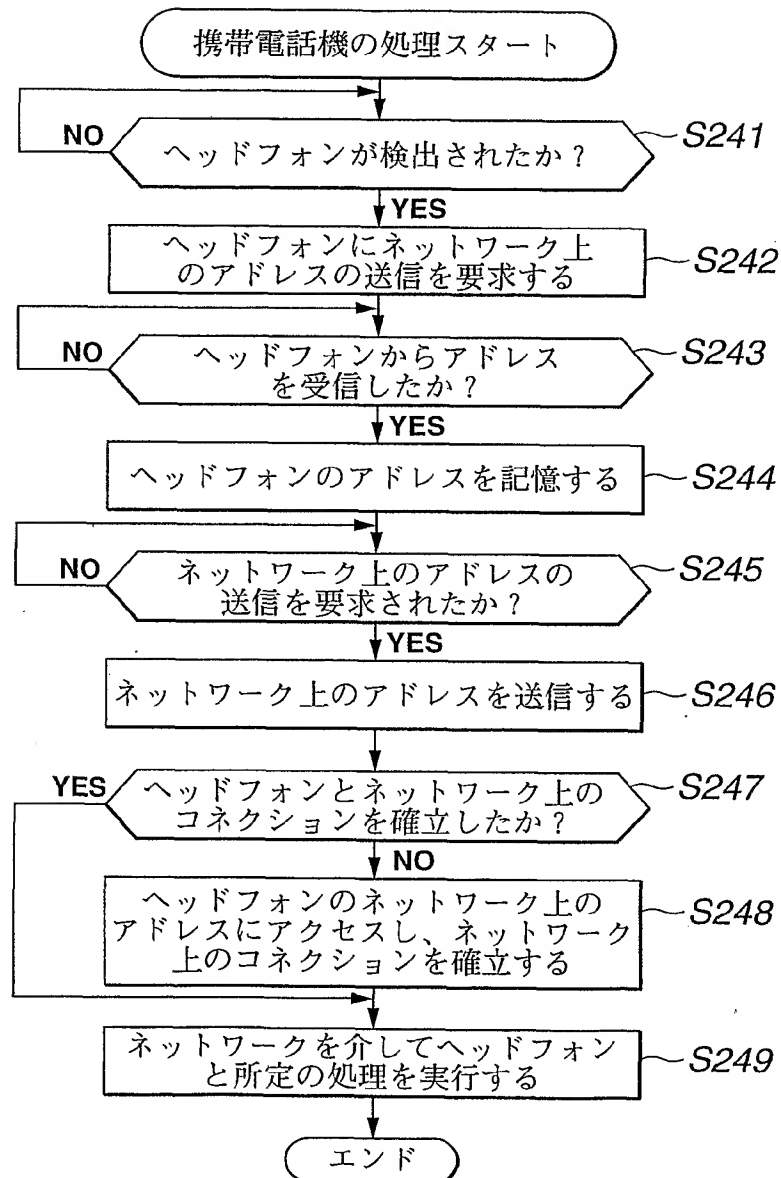 携帯電話機の処理スタート
NO
ヘッドフォンが検出されたか?
S241
YES
ヘッドフォンにネットワーク上
のアドレスの送信を要求する
S242
NO
ヘッドフォンからアドレス
を受信したか?
S243
YES
ヘッドフォンのアドレスを記憶する
S244
NO
ネットワーク上のアドレスの
送信を要求されたか?
S245
YES
ネットワーク上のアドレスを送信する
S246
YES
ヘッドフォンとネットワーク上の
コネクションを確立したか?
S247
NO
ヘッドフォンのネットワーク上の
アドレスにアクセスし、ネットワーク
上のコネクションを確立する
S248
ネットワークを介してヘッドフォン
と所定の処理を実行する
S249
エンド